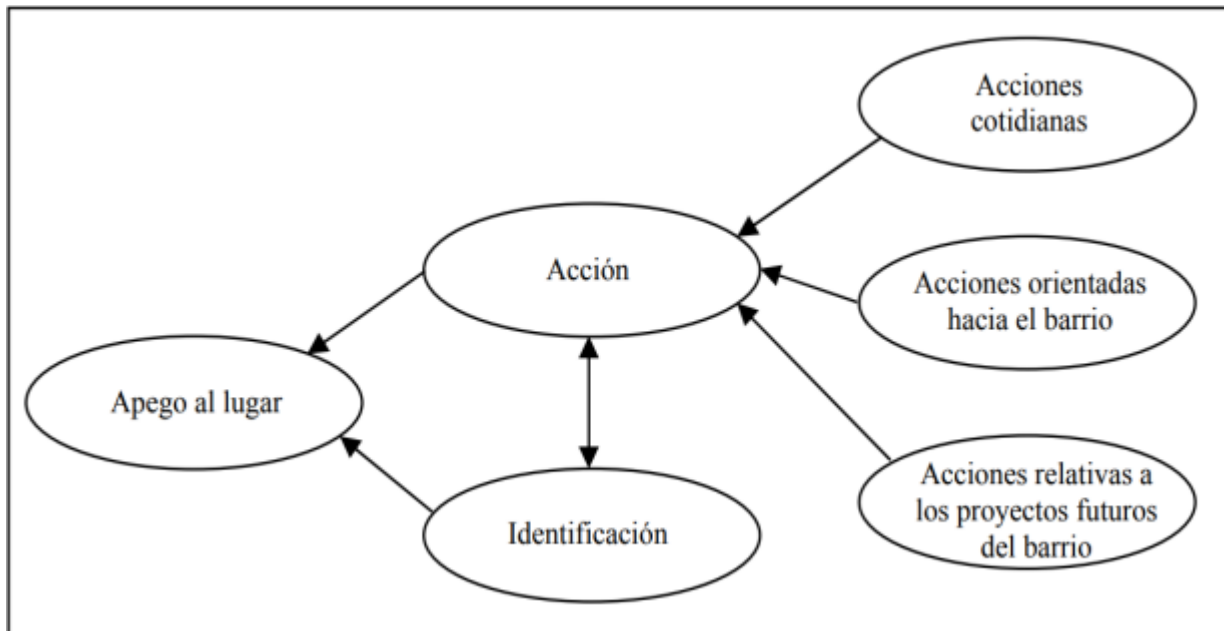 Acciones
cotidianas
Acción
Acciones orientadas
hacia el barrio
Apego al lugar
Identificación
Acciones relativas a
los proyectos futuros
del barrio